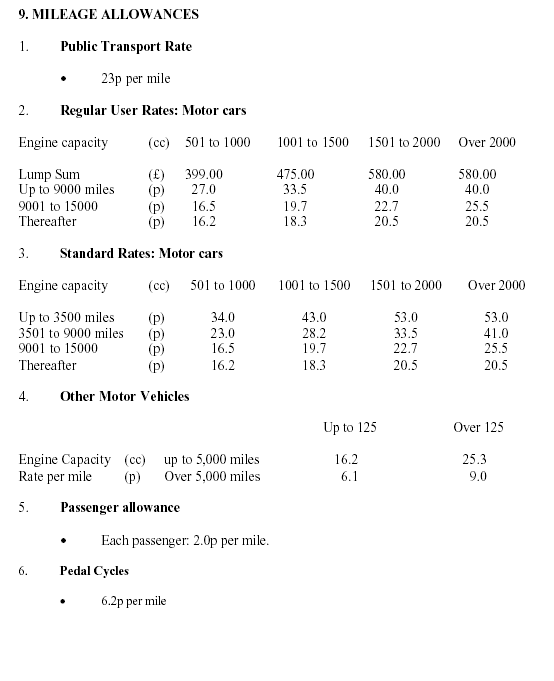 9. MILEAGE ALLOWANCES
1. Public Transport Rate
• 23p per mile
2. Regular User Rates: Motor cars
Engine capacity (cc) 501 to 1000 1001 to 1500 1501 to 2000 Over 2000
Lump Sum (£) 399.00 475.00 580.00 580.00
Up to 9000 miles (p) 27.0 33.5 40.0 40.0
9001 to 15000 (p) 16.5 19.7 22.7 25.5
Thereafter (p) 16.2 18.3 20.5 20.5
3. Standard Rates: Motor cars
Engine capacity (cc) 501 to 1000 1001 to 1500 1501 to 2000 Over 2000
Up to 3500 miles (p) 34.0 43.0 53.0 53.0
3501 to 9000 miles (p) 23.0 28.2 33.5 41.0
9001 to 15000 (p) 16.5 19.7 22.7 25.5
Thereafter (p) 16.2 18.3 20.5 20.5
4. Other Motor Vehicles
Up to 125 Over 125
Engine Capacity (cc) up to 5,000 miles 16.2 25.3
Rate per mile (p) Over 5,000 miles 6.1 9.0
5. Passenger allowance
• Each passenger: 2.0p per mile.
6. Pedal Cycles
• 6.2p per mile